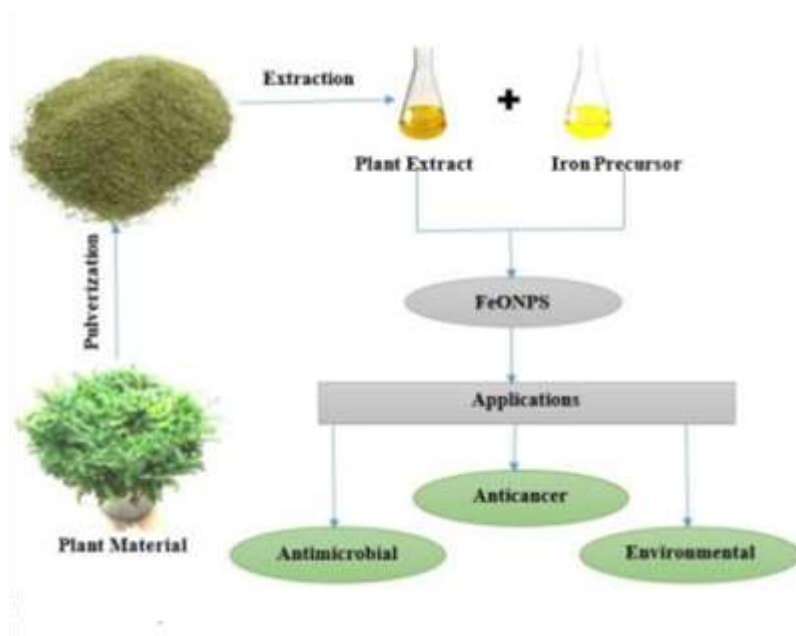 Extraction
Plant Extract
Iron Precursor
Pulverization
FeONPS
Applications
Anticancer
Plant Material
Antimicrobial
Environmental